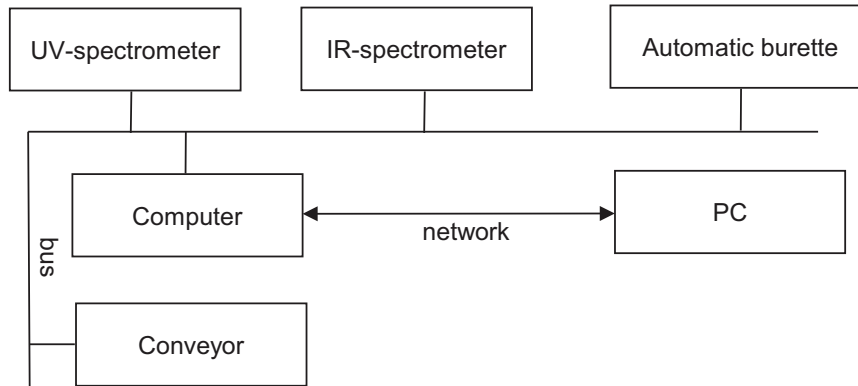 UV-spectrometer
IR-spectrometer
Automatic burette
Computer
network
PC
bus
Conveyor